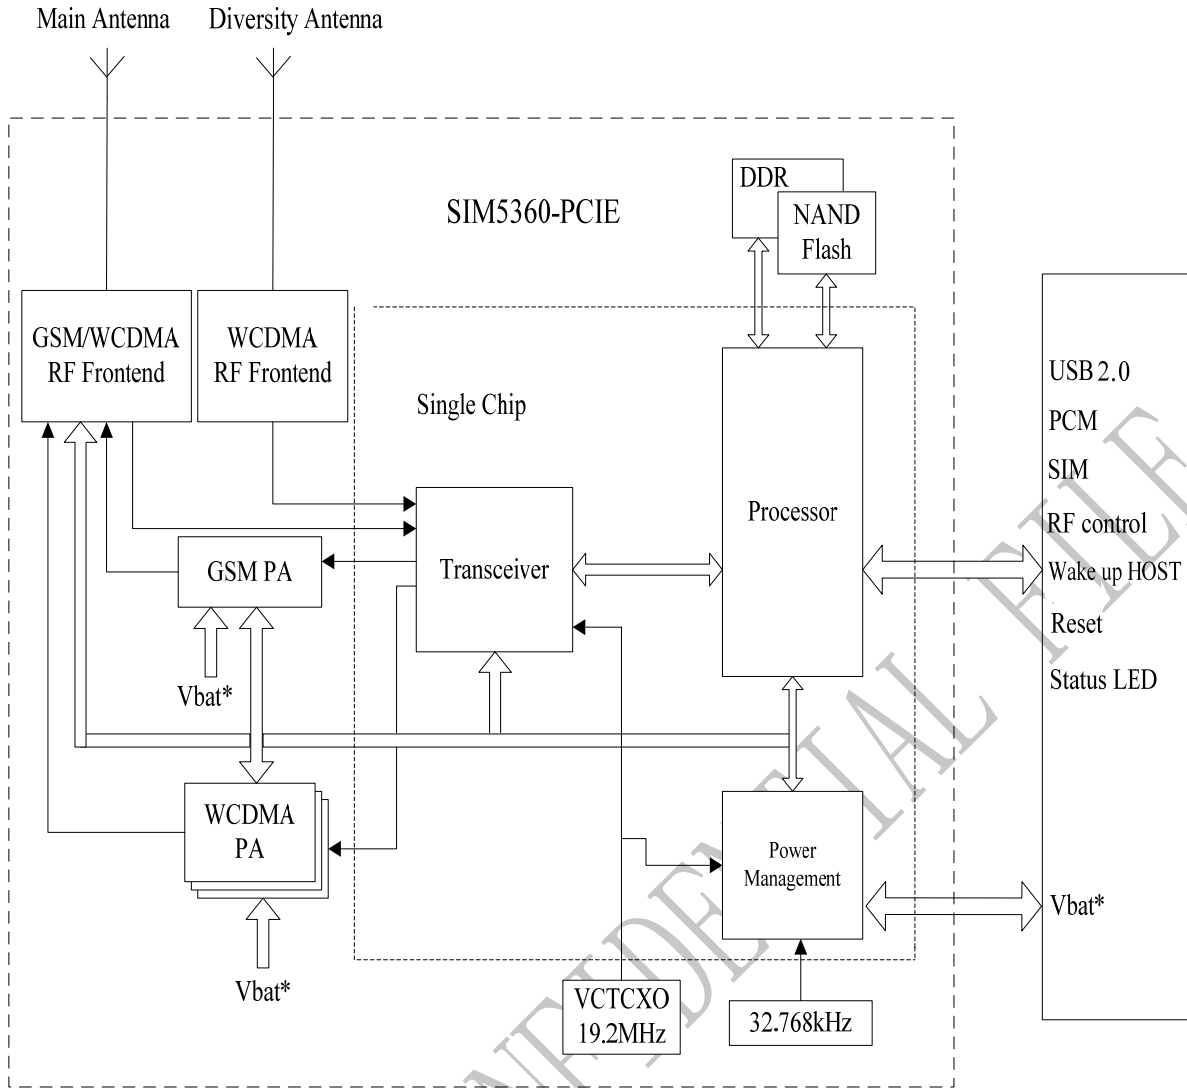 Main Antenna
Diversity Antenna
SIM5360-PCIE
DDR
NAND
Flash
GSM/WCDMA
RF Frontend
WCDMA
RF Frontend
Single Chip
USB 2.0
PCM
SIM
RF control
Wake up HOST
Reset
Status LED
Processor
Transceiver
GSM PA
Vbat*
WCDMA
PA
Vbat*
Power
Management
Vbat*
VCTCXO
19.2MHz
32.768kHz
NFIDENTIAL FILE